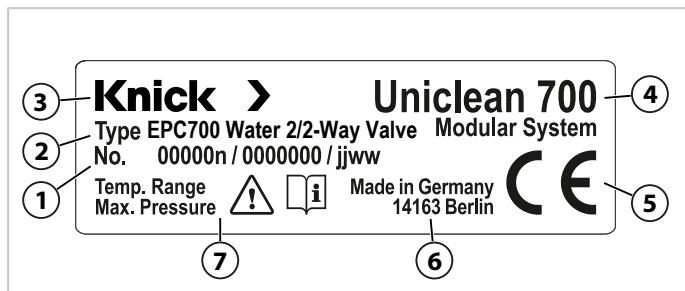 3 Knick > Uniclean 700 4
2 Type EPC700 Water 2/2-Way Valve Modular System
1 No. 00000n / 0000000 / jjww
CE 5
Temp. Range Made in Germany
Max. Pressure 14163 Berlin
7 6